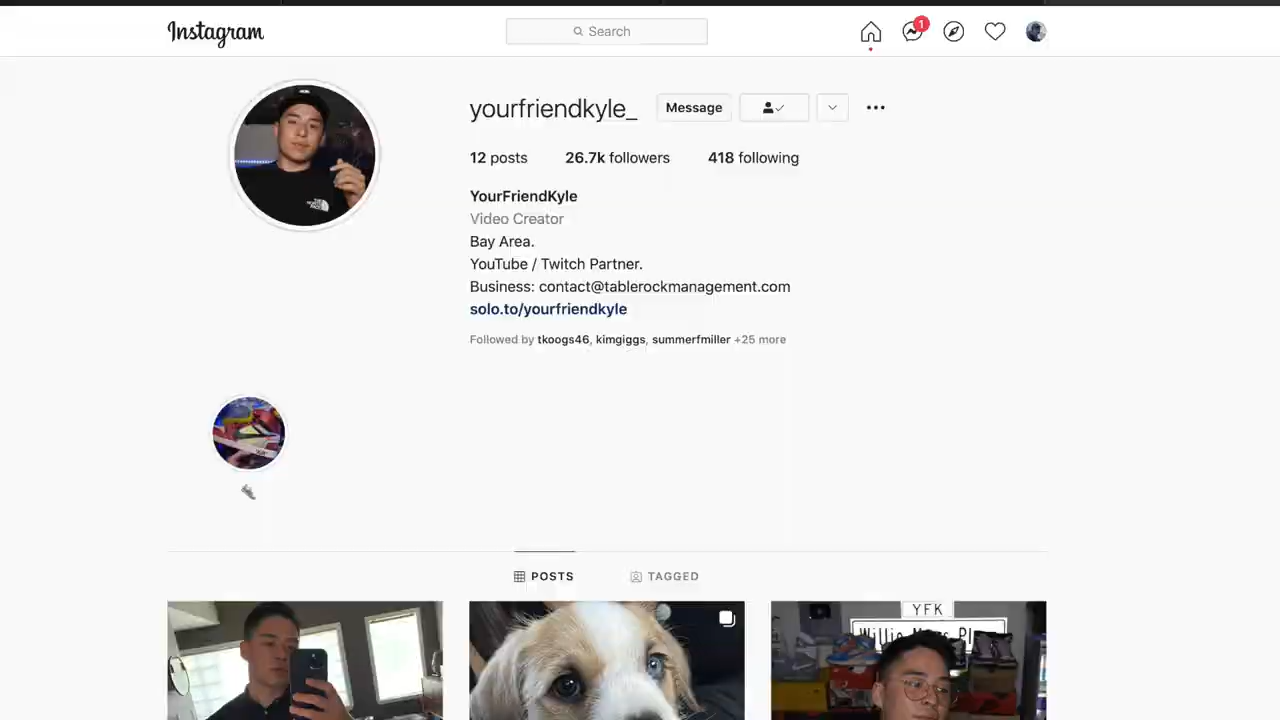 Instagram
Search
1
yourfriendkyle_
Message
12 posts
26.7k followers
418 following
YourFriendKyle
Video Creator
Bay Area.
YouTube / Twitch Partner.
Business: contact@tablerockmanagement.com
solo.to/yourfriendkyle
Followed by tkoogs46, kimgiggs, summerfmiller +25 more
POSTS
TAGGED
YFK